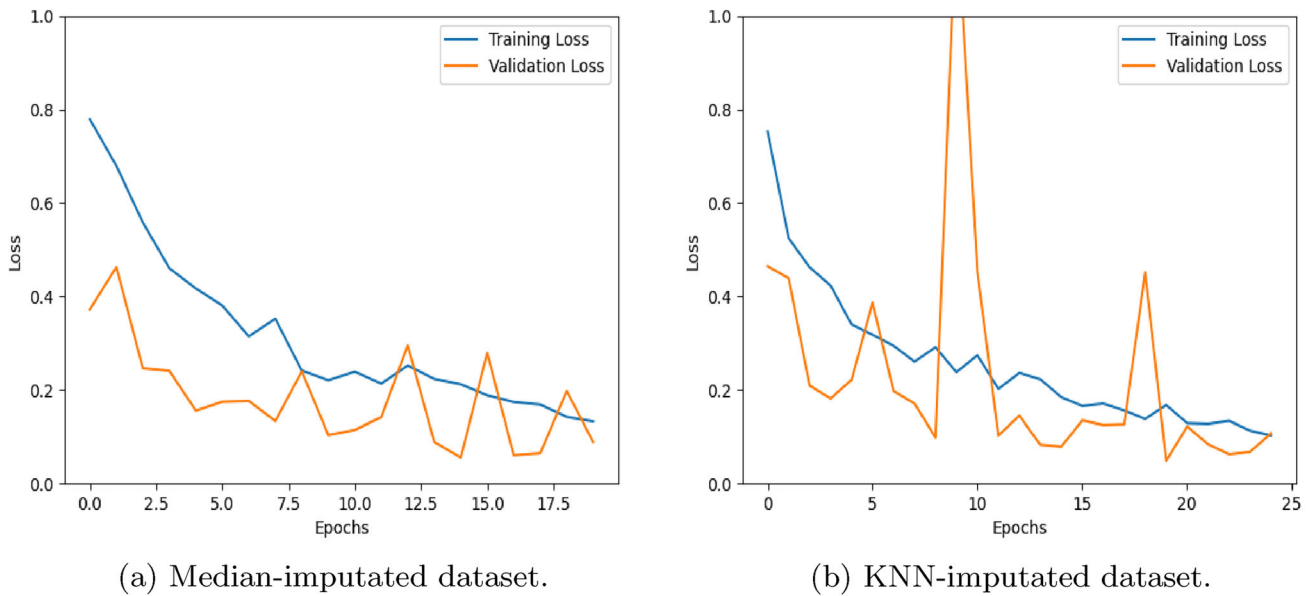 1.0
0.8
0.6
0.4
0.2
0.0
Loss
Training Loss
Validation Loss
0.0 2.5 5.0 7.5 10.0 12.5 15.0 17.5
Epochs
(a) Median-imputated dataset.
1.0
0.8
0.6
0.4
0.2
0.0
Loss
Training Loss
Validation Loss
0 5 10 15 20 25
Epochs
(b) KNN-imputated dataset.